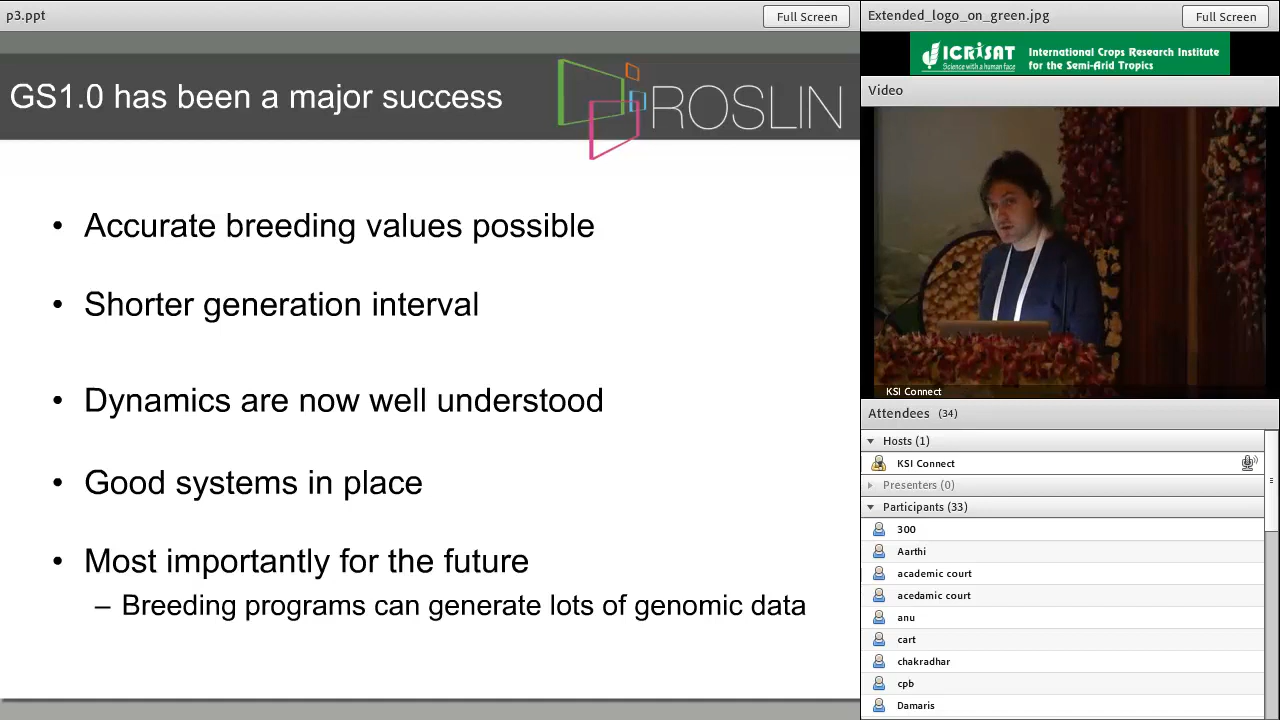 p3.ppt
Full Screen
GS1.0 has been a major success
ROSLIN
• Accurate breeding values possible
• Shorter generation interval
• Dynamics are now well understood
• Good systems in place
• Most importantly for the future
– Breeding programs can generate lots of genomic data
Extended_logo_on_green.jpg
Full Screen
ICRISAT
Science with a human face
International Crops Research Institute
for the Semi-Arid Tropics
Video
KSI Connect
Attendees (34)
Hosts (1)
KSI Connect
Presenters (0)
Participants (33)
300
Aarthi
academic court
acedamic court
anu
cart
chakradhar
cpb
Damaris